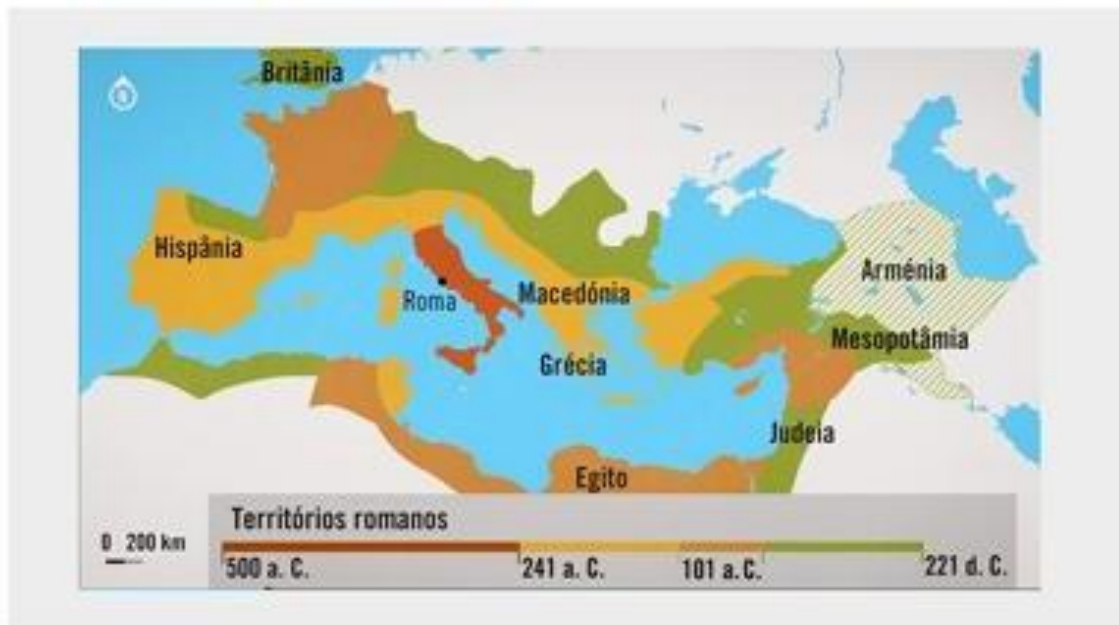 Britânia
Hispânia
Roma
Macedónia
Grécia
Arménia
Mesopotâmia
Judeia
Egito
Territórios romanos
0 200 km
500 a. C.
241 a. C.
101 a. C.
221 d. C.